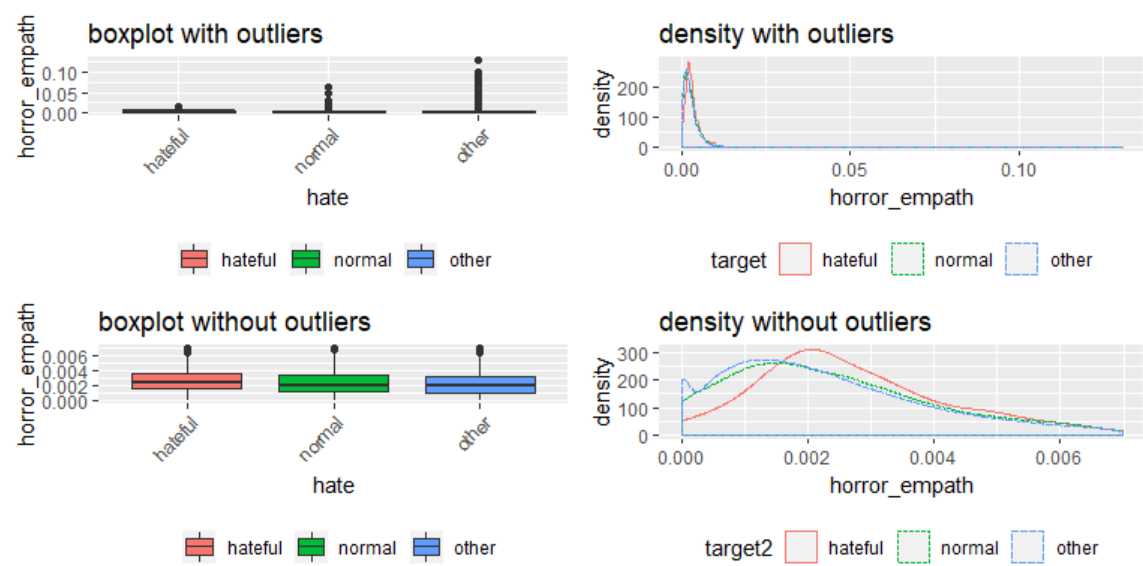 boxplot with outliers
horror_empath
0.10
0.05
0.00
hateful
normal
other
hate
hateful normal other
density with outliers
density
200
100
0
0.00 0.05 0.10
horror_empath
target hateful normal other
boxplot without outliers
horror_empath
0.006
0.004
0.002
0.000
hateful
normal
other
hate
hateful normal other
density without outliers
density
300
200
100
0
0.000 0.002 0.004 0.006
horror_empath
target2 hateful normal other